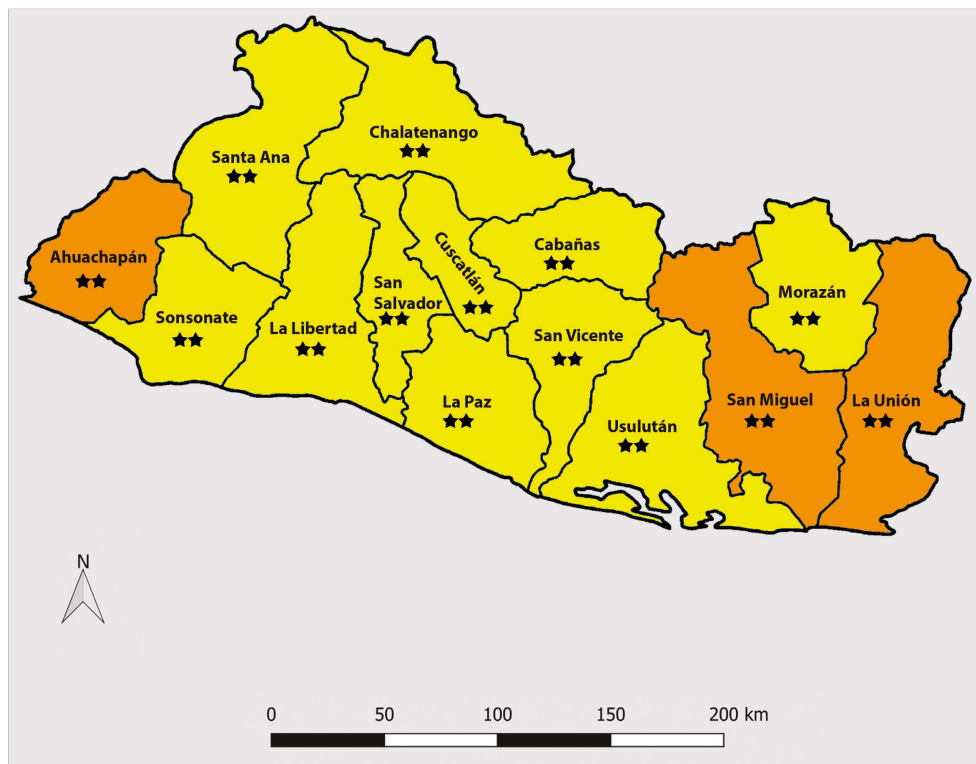 Chalatenango
Santa Ana
Ahuachapán
Cabañas
Cuscatlán
San
Salvador
Morazán
Sonsonate
La Libertad
San Vicente
La Paz
San Miguel
La Unión
Usulután
N
0 50 100 150 200 km